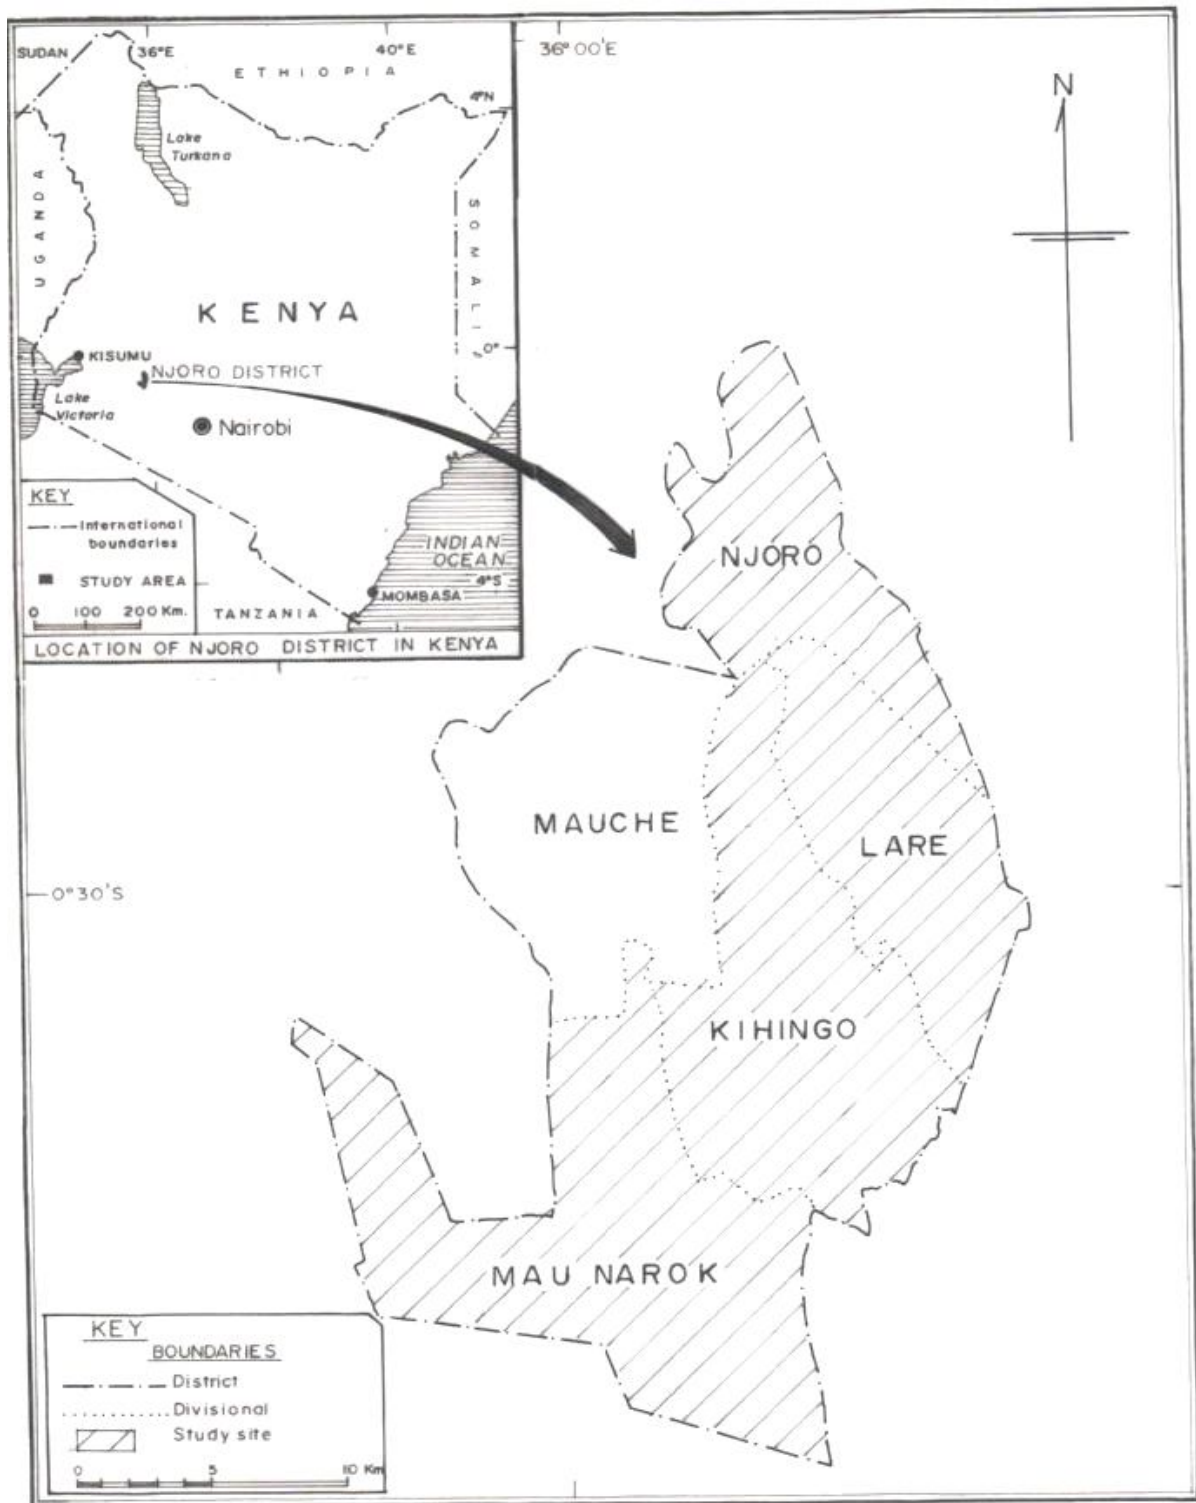 SUDAN
36°E
40°E
ETHIOPIA
4°N
Lake
Turkana
UGANDA
SOMALI
KENYA
0°
KISUMU
NJORO DISTRICT
Lake
Victoria
Nairobi
KEY
International
boundaries
STUDY AREA
0 100 200 Km.
INDIAN
OCEAN
4°S
MOMBASA
TANZANIA
LOCATION OF NJORO DISTRICT IN KENYA
36°00'E
N
NJORO
MAUCHE
LARE
0°30'S
KIHINGO
MAU NAROK
KEY
BOUNDARIES
District
Divisional
Study site
0 5 10 Km